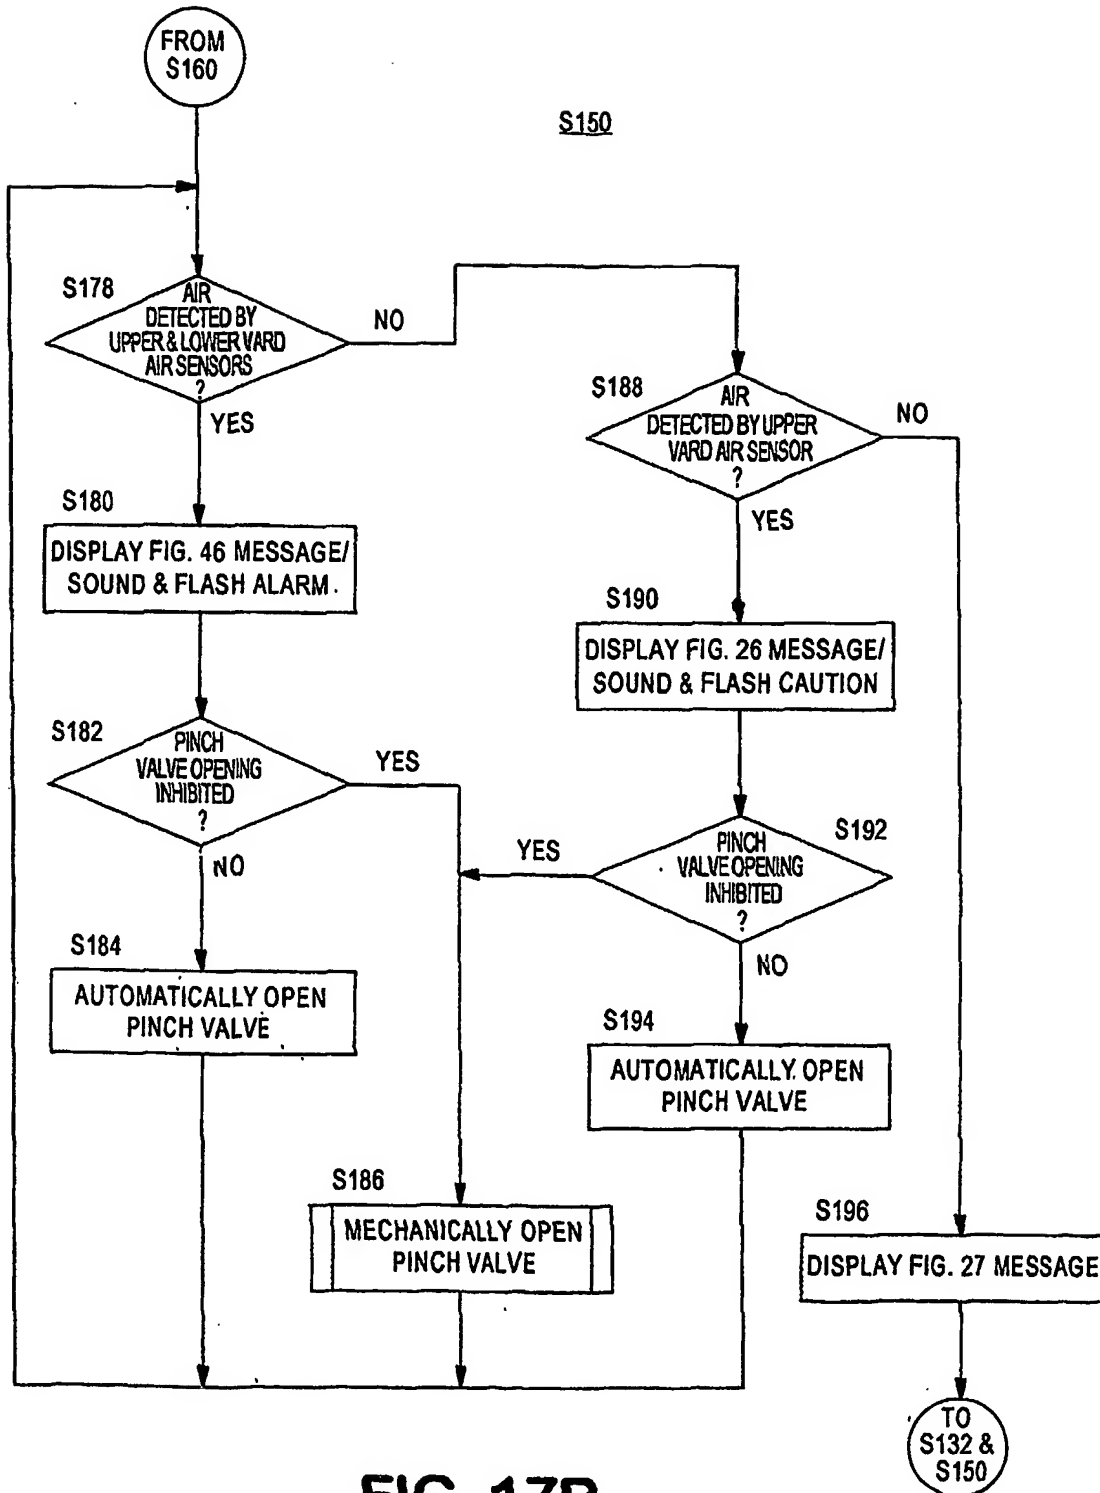 FROM
S160
S150
S178
AIR
DETECTED BY
UPPER & LOWER VARD
AIR SENSORS
?
NO
YES
S188
AIR
DETECTED BY UPPER
VARD AIR SENSOR
?
NO
YES
S180
DISPLAY FIG. 46 MESSAGE/
SOUND & FLASH ALARM
S190
DISPLAY FIG. 26 MESSAGE/
SOUND & FLASH CAUTION
S182
PINCH
VALVE OPENING
INHIBITED
?
YES
NO
S192
PINCH
VALVE OPENING
INHIBITED
?
YES
NO
S184
AUTOMATICALLY OPEN
PINCH VALVE
S194
AUTOMATICALLY OPEN
PINCH VALVE
S186
MECHANICALLY OPEN
PINCH VALVE
S196
DISPLAY FIG. 27 MESSAGE
TO
S132 &
S150
FIG. 17B